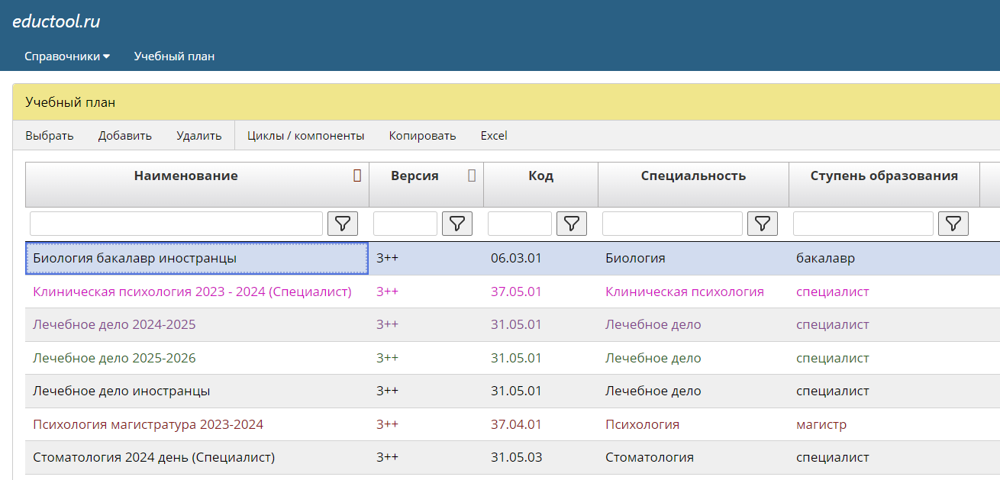 eductool.ru
Справочники Учебный план
Учебный план
Выбрать Добавить Удалить Циклы / компоненты Копировать Excel
Наименование Версия Код Специальность Ступень образования
Биология бакалавр иностранцы 3++ 06.03.01 Биология бакалавр
Клиническая психология 2023 - 2024 (Специалист) 3++ 37.05.01 Клиническая психология специалист
Лечебное дело 2024-2025 3++ 31.05.01 Лечебное дело специалист
Лечебное дело 2025-2026 3++ 31.05.01 Лечебное дело специалист
Лечебное дело иностранцы 3++ 31.05.01 Лечебное дело специалист
Психология магистратура 2023-2024 3++ 37.04.01 Психология магистр
Стоматология 2024 день (Специалист) 3++ 31.05.03 Стоматология специалист